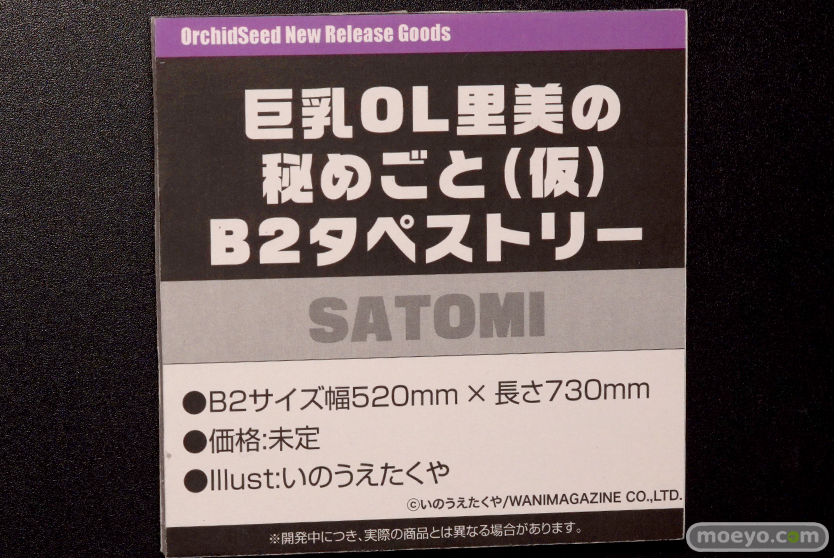 OrchidSeed New Release Goods
巨乳OL里美の
秘めごと(仮)
B2タペストリー
SATOMI
●B2サイズ幅520mm×長さ730mm
●価格:未定
●Illust:いのうえたくや
©いのうえたくや/WANIMAGAZINE CO.,LTD.
※開発中につき、実際の商品とは異なる場合があります。
moeyo.com